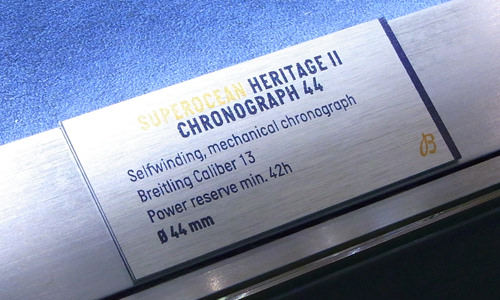 SUPEROCEAN HERITAGE II
CHRONOGRAPH 44
Selfwinding, mechanical chronograph
Breitling Caliber 13
Power reserve min. 42h
Ø 44 mm
B